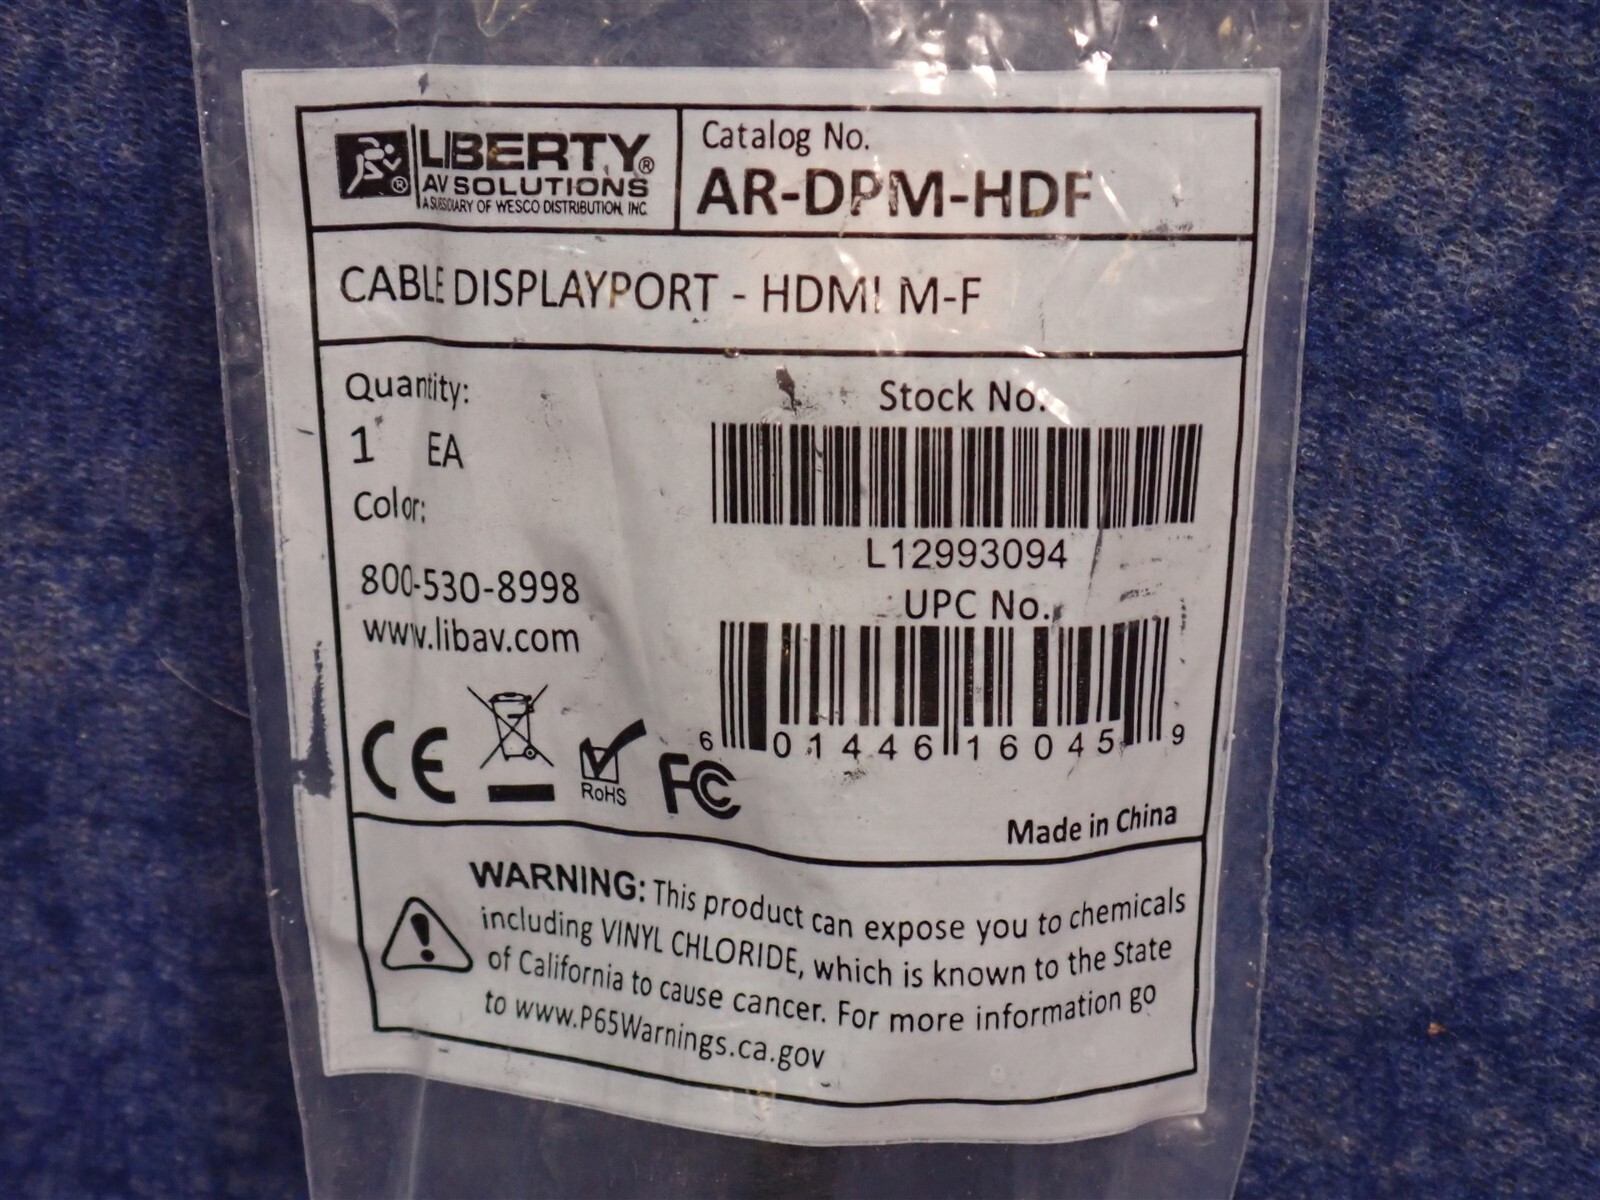 LIBERTY®
AV SOLUTIONS
A SUBSIDIARY OF WESCO DISTRIBUTION, INC.
®
Catalog No.
AR-DPM-HDF
CABLE DISPLAYPORT - HDMI M-F
Quantity:
1 EA
Color:
800-530-8998
www.libav.com
Stock No.
L12993094
UPC No.
6 01446 16045 9
CE
RoHS
FC
Made in China
WARNING: This product can expose you to chemicals
including VINYL CHLORIDE, which is known to the State
of California to cause cancer. For more information go
to www.P65Warnings.ca.gov